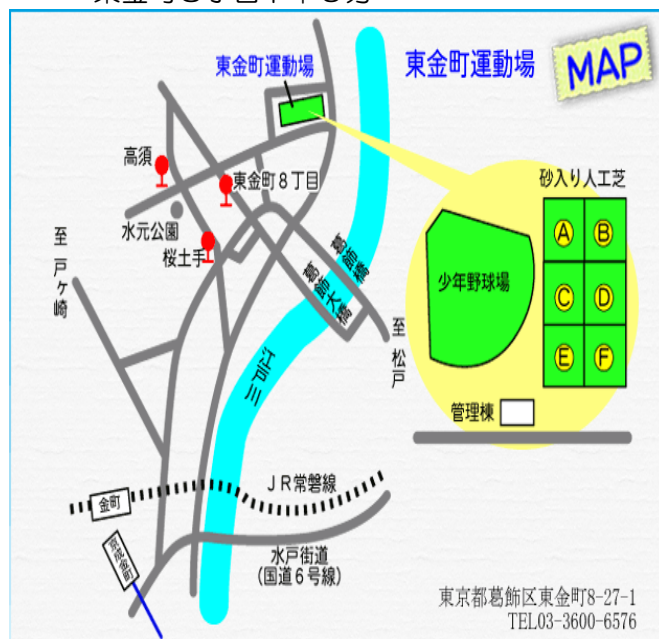 東金町運動場
東金町運動場
MAP
高須
東金町8丁目
水元公園
桜土手
至 戸ヶ崎
葛飾橋
葛飾大橋
至 松戸
江戸川
砂入り人工芝
A
B
少年野球場
C
D
E
F
管理棟
JR常磐線
金町
京成金町
水戸街道
(国道6号線)
東京都葛飾区東金町8-27-1
TEL03-3600-6576